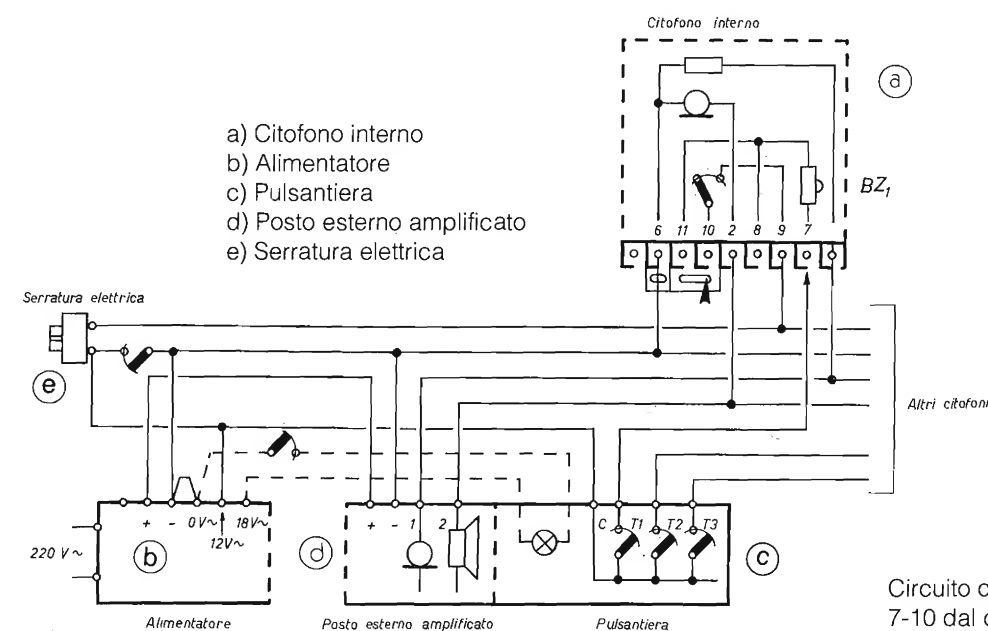 Citofono interno
a
a) Citofono interno
b) Alimentatore
c) Pulsantiera
d) Posto esterno amplificato
e) Serratura elettrica
BZ1
6 11 10 2 8 9 7
Serratura elettrica
e
Altri citofoni
+ - 0V~ 18V~
12V~
220 V~
b
d
+ - 1 2
C T1 T2 T3
c
Alimentatore
Posto esterno amplificato
Pulsantiera
Circuito
7-10 dal